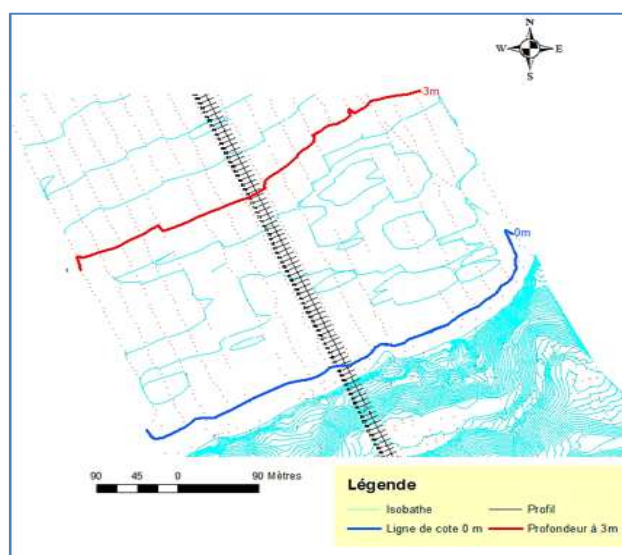 N
W E
S
-3m
0m
90 45 0 90 Mètres
Légende
Isobathe Profil
Ligne de cote 0 m Profondeur à 3m